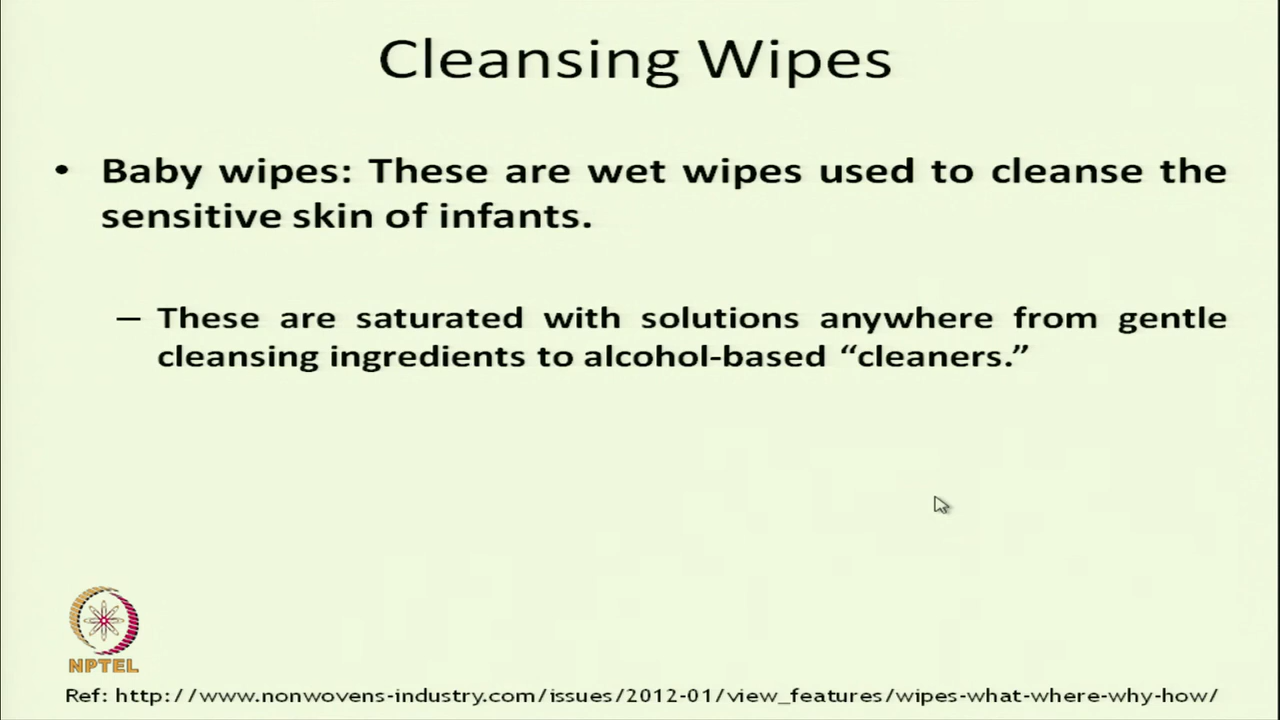 Cleansing Wipes
• Baby wipes: These are wet wipes used to cleanse the
sensitive skin of infants.
– These are saturated with solutions anywhere from gentle
cleansing ingredients to alcohol-based “cleaners.”
NPTEL
Ref: http://www.nonwovens-industry.com/issues/2012-01/view_features/wipes-what-where-why-how/